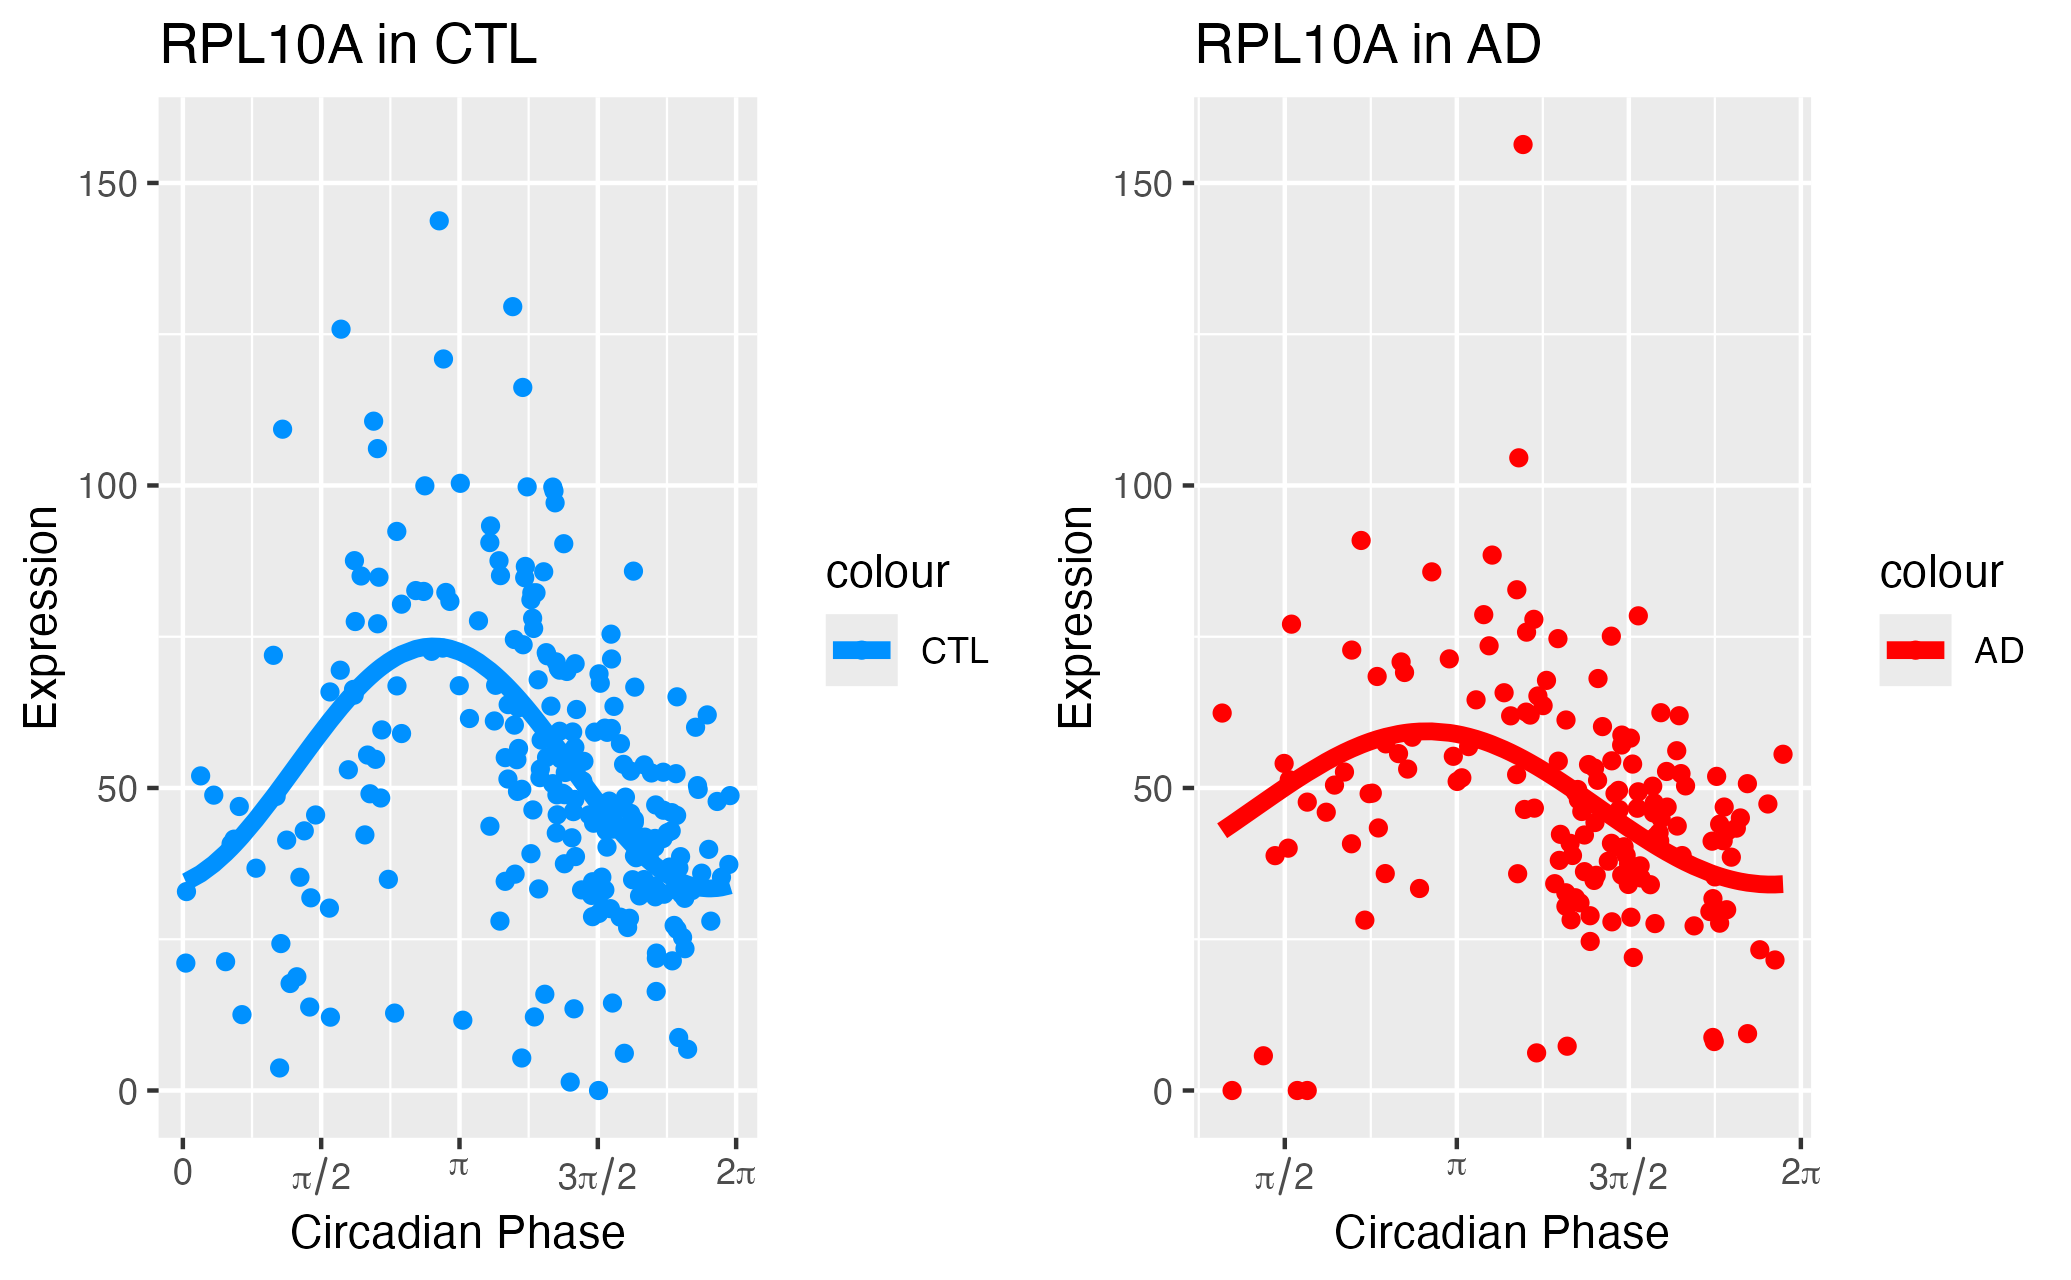 RPL10A in CTL
150
100
50
0
Expression
0
π/2
π
3π/2
2π
Circadian Phase
colour
CTL
RPL10A in AD
150
100
50
0
Expression
π/2
π
3π/2
2π
Circadian Phase
colour
AD